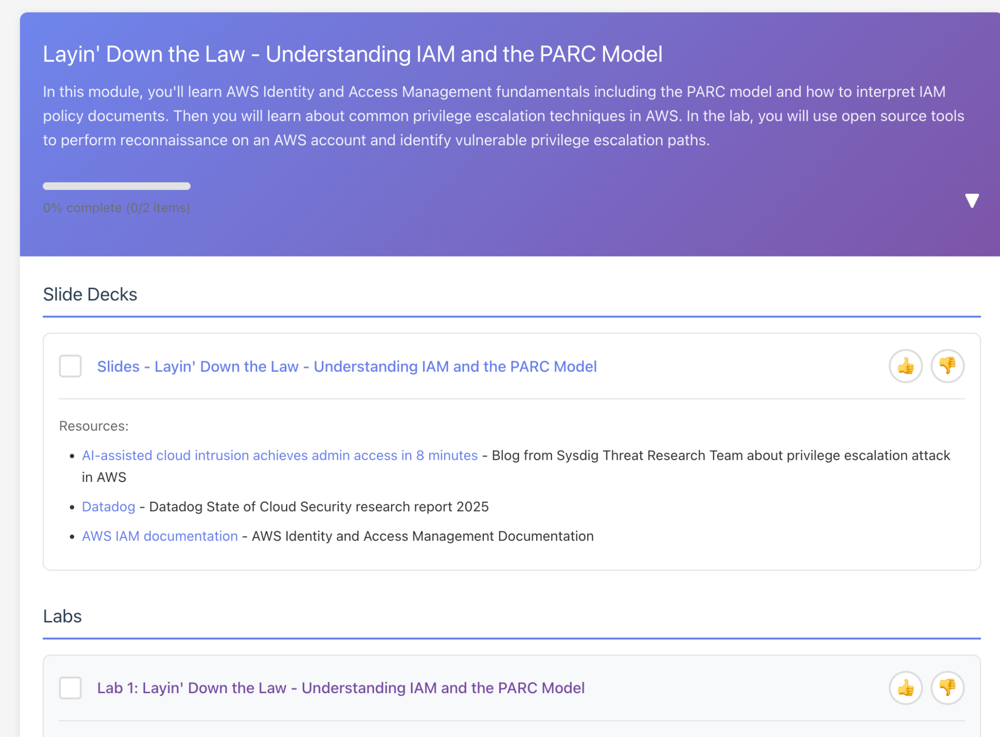 Layin' Down the Law - Understanding IAM and the PARC Model
In this module, you'll learn AWS Identity and Access Management fundamentals including the PARC model and how to interpret IAM
policy documents. Then you will learn about common privilege escalation techniques in AWS. In the lab, you will use open source tools
to perform reconnaissance on an AWS account and identify vulnerable privilege escalation paths.
0% complete (0/2 items)
Slide Decks
Slides - Layin' Down the Law - Understanding IAM and the PARC Model
Resources:
• AI-assisted cloud intrusion achieves admin access in 8 minutes - Blog from Sysdig Threat Research Team about privilege escalation attack
in AWS
• Datadog - Datadog State of Cloud Security research report 2025
• AWS IAM documentation - AWS Identity and Access Management Documentation
Labs
Lab 1: Layin' Down the Law - Understanding IAM and the PARC Model